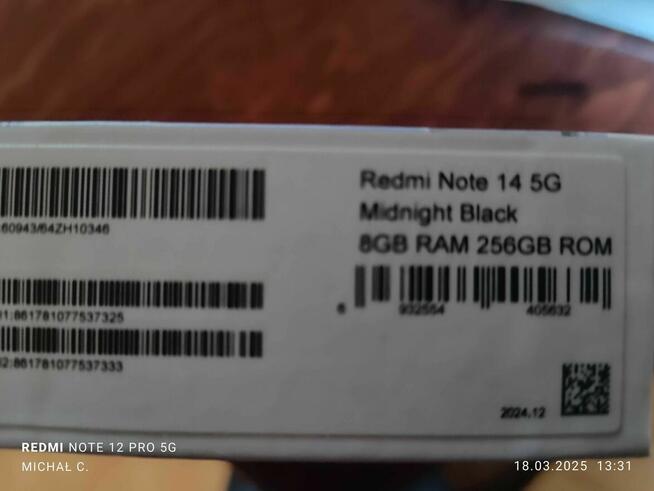 Redmi Note 14 5G
Midnight Black
8GB RAM 256GB ROM
60943/64ZH10346
1:861781077537325
2:861781077537333
6 932554 405632
2024.12
REDMI NOTE 12 PRO 5G
MICHAŁ C.
18.03.2025 13:31